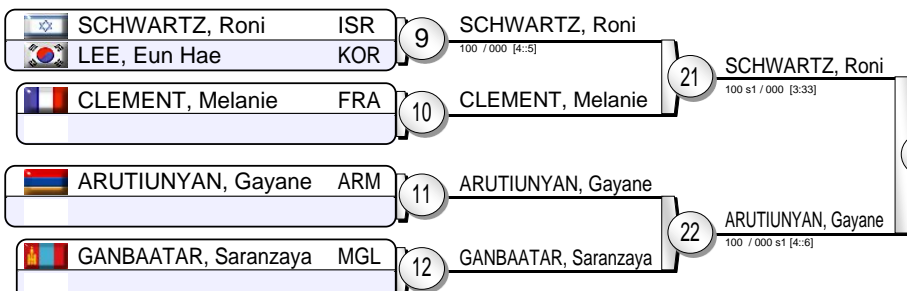 SCHWARTZ, Roni ISR
LEE, Eun Hae KOR
9
SCHWARTZ, Roni
100 / 000 [4::5]
CLEMENT, Melanie FRA
10
CLEMENT, Melanie
21
SCHWARTZ, Roni
100 s1 / 000 [3:33]
ARUTIUNYAN, Gayane ARM
11
ARUTIUNYAN, Gayane
GANBAATAR, Saranzaya MGL
12
GANBAATAR, Saranzaya
22
ARUTIUNYAN, Gayane
100 / 000 s1 [4::6]